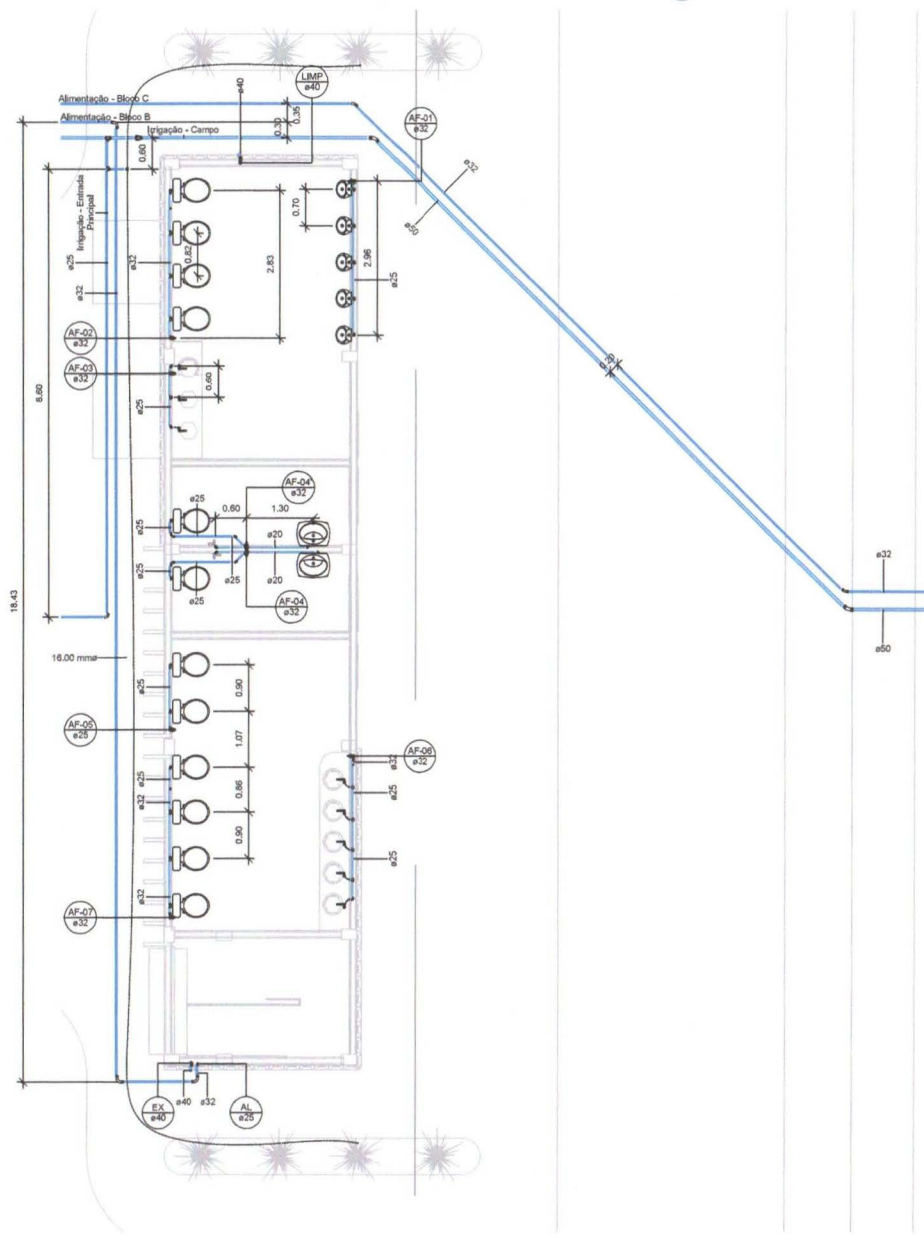 LIMP
ø40
ø40
Alimentação - Bloco C
Alimentação - Bloco B
Irrigação - Campo
0.35
0.30
0.60
AF-01
ø32
ø32
ø50
Irrigação - Entrada
Principal
ø25
ø32
ø32
0.82
2.83
0.70
2.96
ø25
AF-02
ø32
AF-03
ø32
0.60
ø25
0.20
8.60
18.43
AF-04
ø32
ø25
0.60
1.30
ø25
ø20
ø25
ø20
ø25
ø25
AF-04
ø32
ø32
ø50
16.00 mmø
ø25
0.90
AF-05
ø25
1.07
AF-06
ø32
ø32
ø25
ø25
ø32
0.86
0.90
ø25
ø32
AF-07
ø32
EX
ø40
ø40
ø32
AL
ø25